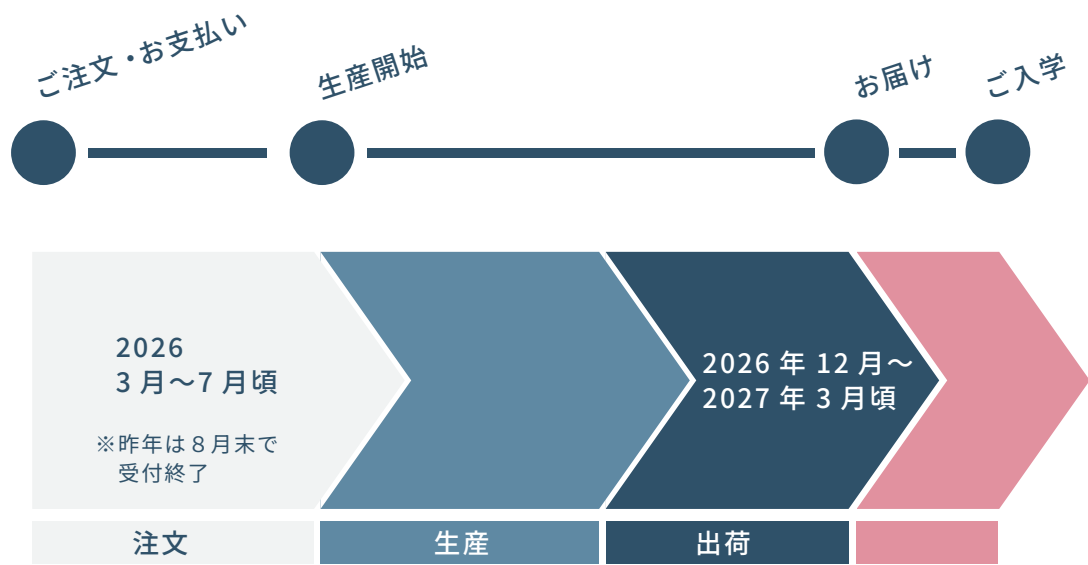 ご注文・お支払い
生産開始
お届け
ご入学
2026
3月〜7月頃
※昨年は８月末で
受付終了
2026年12月〜
2027年3月頃
注文
生産
出荷